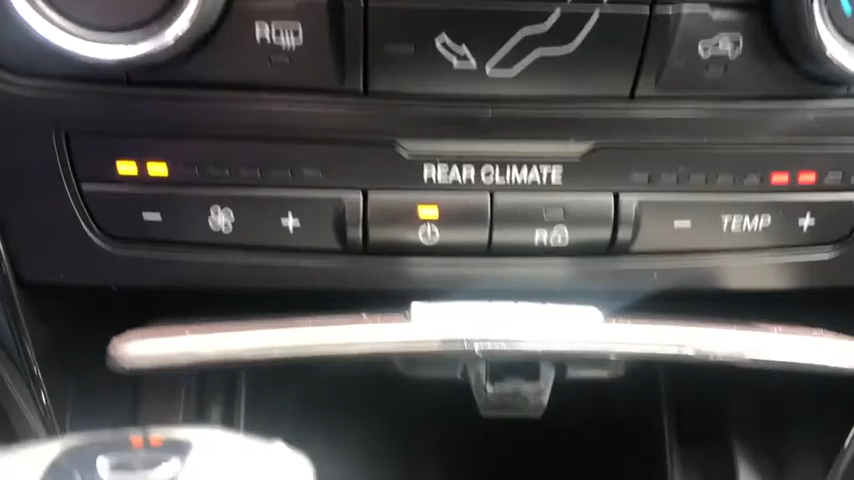 R
REAR CLIMATE
- + R - TEMP +